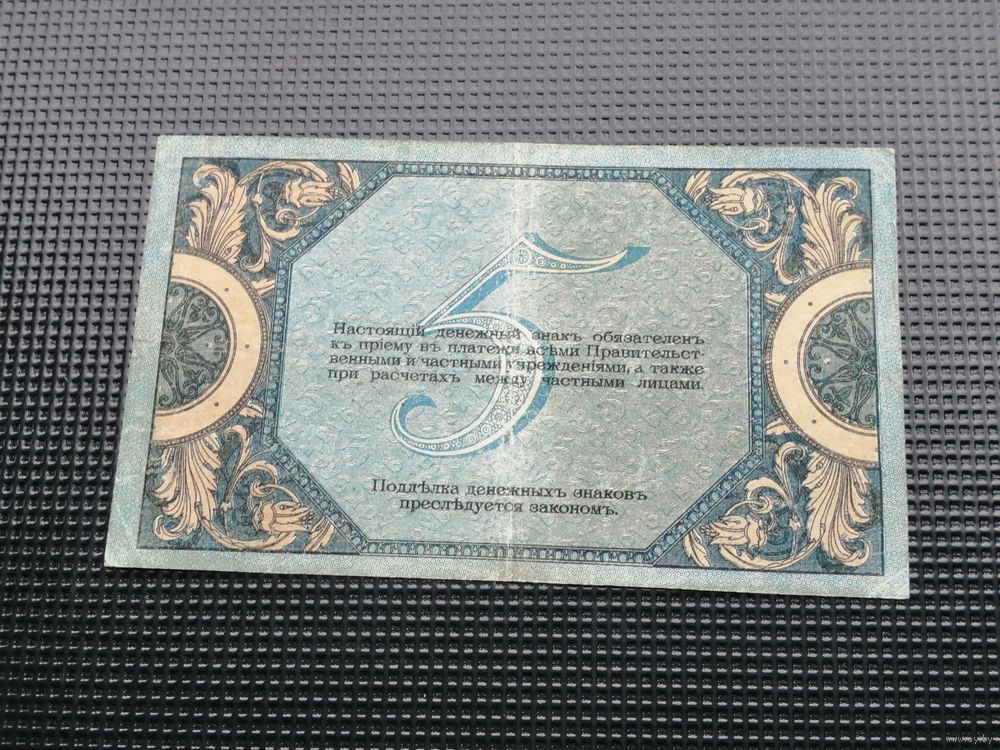 5
Настоящій денежный знакъ обязателенъ
къ пріему въ платежи всѣми Правительст-
венными и частными учрежденіями, а также
при расчетахъ между частными лицами.
Поддѣлка денежныхъ знаковъ
преслѣдуется закономъ.